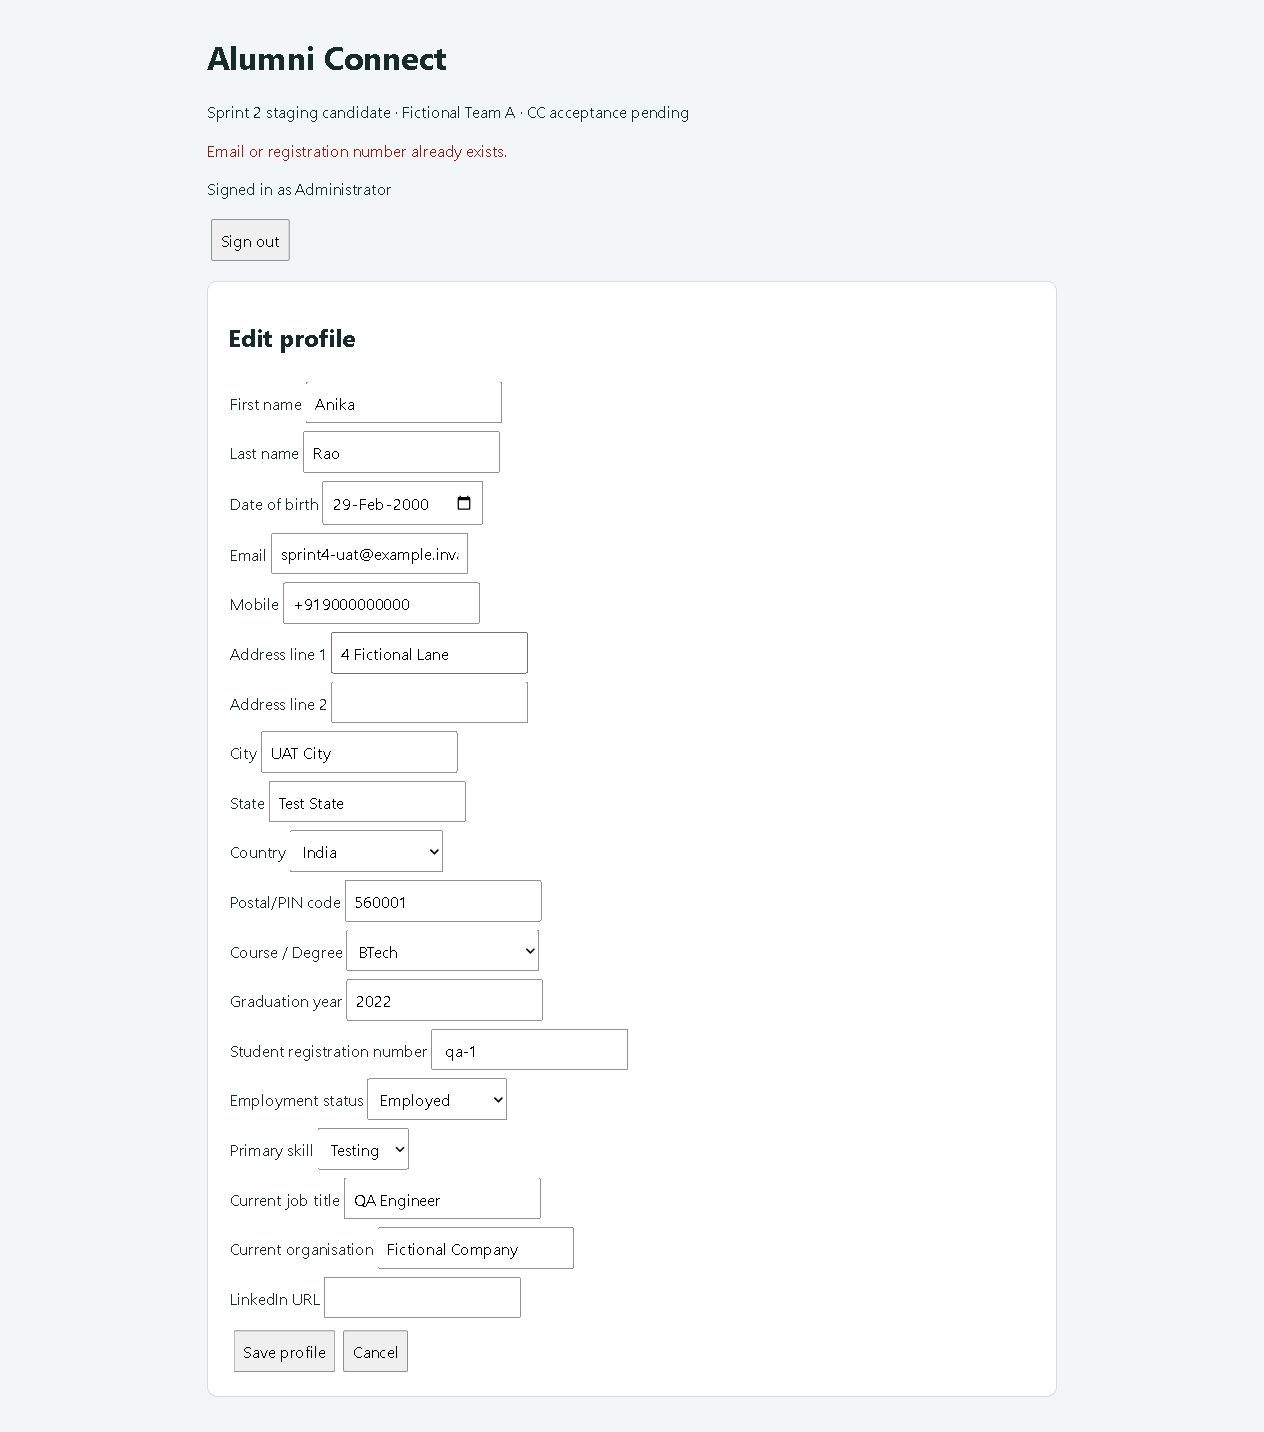 Alumni Connect
Sprint 2 staging candidate · Fictional Team A · CC acceptance pending
Email or registration number already exists.
Signed in as Administrator
Sign out
Edit profile
First name Anika
Last name Rao
Date of birth 29-Feb-2000
Email sprint4-uat@example.inv
Mobile +919000000000
Address line 1 4 Fictional Lane
Address line 2
City UAT City
State Test State
Country India
Postal/PIN code 560001
Course / Degree BTech
Graduation year 2022
Student registration number qa-1
Employment status Employed
Primary skill Testing
Current job title QA Engineer
Current organisation Fictional Company
LinkedIn URL
Save profile Cancel